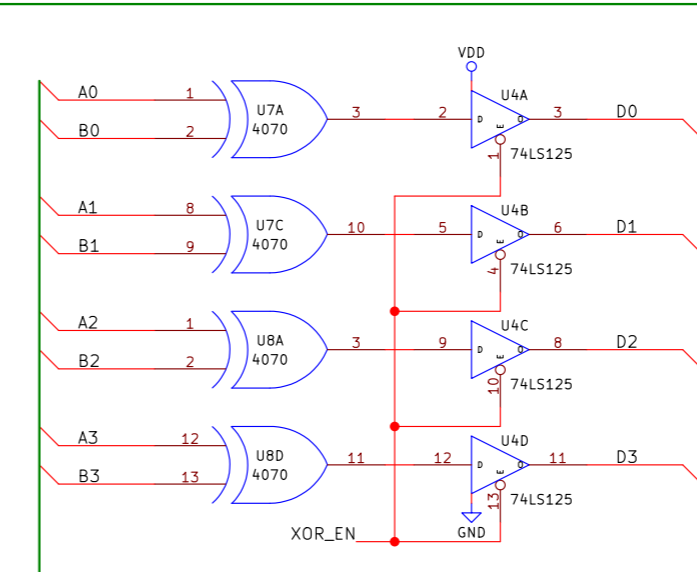 VDD
A0 1 U7A 3 2 D E Q U4A 3 D0
B0 2 4070 1 74LS125
A1 8 U7C 10 5 D E Q U4B 6 D1
B1 9 4070 4 74LS125
A2 1 U8A 3 9 D E Q U4C 8 D2
B2 2 4070 10 74LS125
A3 12 U8D 11 12 D E Q U4D 11 D3
B3 13 4070 13 74LS125
XOR_EN GND